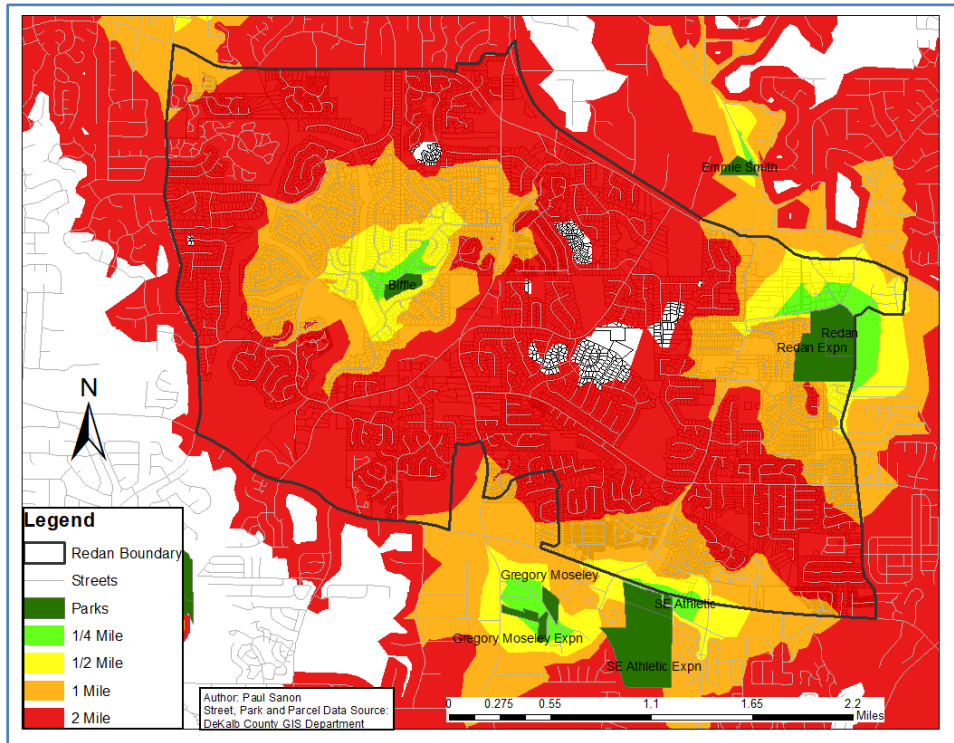 Emmie Smith
Biffle
Redan
Redan Expn
N
Gregory Moseley
SE Athletic
Gregory Moseley Expn
SE Athletic Expn
Legend
Redan Boundary
Streets
Parks
1/4 Mile
1/2 Mile
1 Mile
2 Mile
Author: Paul Sanon
Street, Park and Parcel Data Source:
DeKalb County GIS Department
0 0.275 0.55 1.1 1.65 2.2
Miles